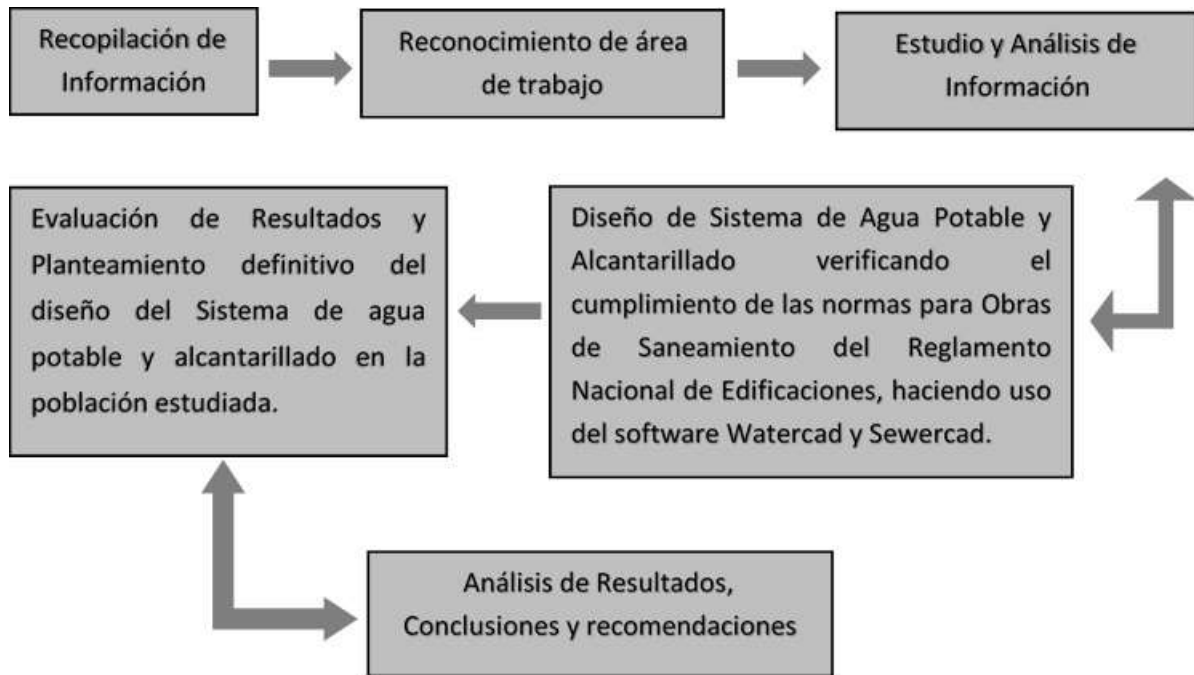 Recopilación de
Información
Reconocimiento de área
de trabajo
Estudio y Análisis de
Información
Diseño de Sistema de Agua Potable y
Alcantarillado verificando el
cumplimiento de las normas para Obras
de Saneamiento del Reglamento
Nacional de Edificaciones, haciendo uso
del software Watercad y Sewercad.
Evaluación de Resultados y
Planteamiento definitivo del
diseño del Sistema de agua
potable y alcantarillado en la
población estudiada.
Análisis de Resultados,
Conclusiones y recomendaciones